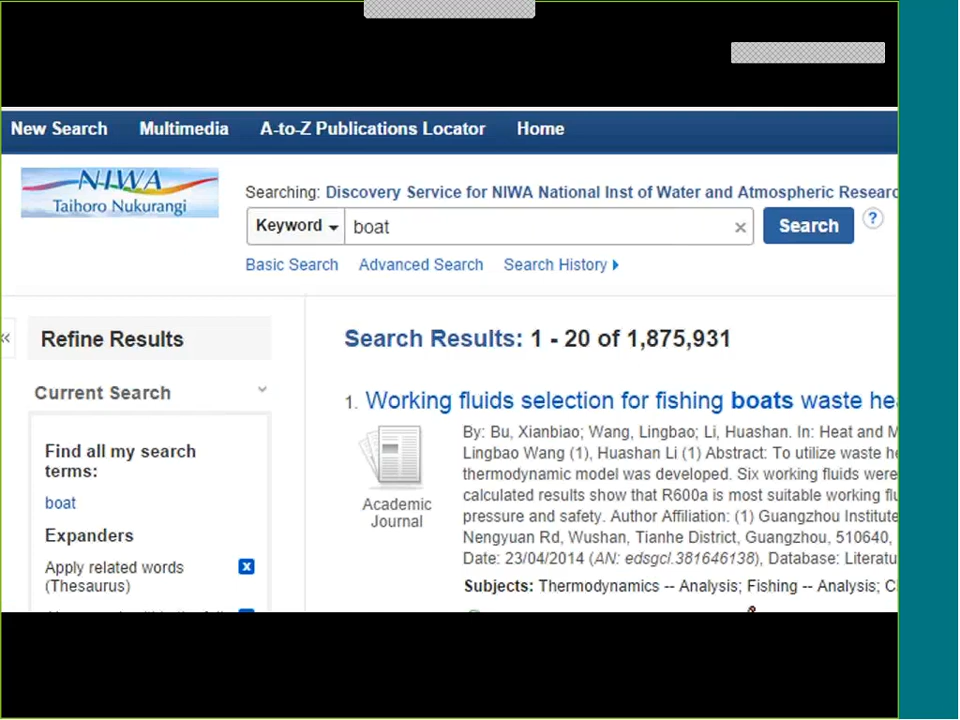 New Search Multimedia A-to-Z Publications Locator Home
NIWA
Taihoro Nukurangi
Searching: Discovery Service for NIWA National Inst of Water and Atmospheric Researc
Keyword boat × Search ?
Basic Search Advanced Search Search History
«
Refine Results
Current Search
Find all my search
terms:
boat
Expanders
Apply related words
(Thesaurus)
x
Search Results: 1 - 20 of 1,875,931
1. Working fluids selection for fishing boats waste hea
Academic
Journal
By: Bu, Xianbiao; Wang, Lingbao; Li, Huashan. In: Heat and M
Lingbao Wang (1), Huashan Li (1) Abstract: To utilize waste he
thermodynamic model was developed. Six working fluids were
calculated results show that R600a is most suitable working flu
pressure and safety. Author Affiliation: (1) Guangzhou Institute
Nengyuan Rd, Wushan, Tianhe District, Guangzhou, 510640,
Date: 23/04/2014 (AN: edsgcl.381646138), Database: Literatu
Subjects: Thermodynamics -- Analysis; Fishing -- Analysis; C